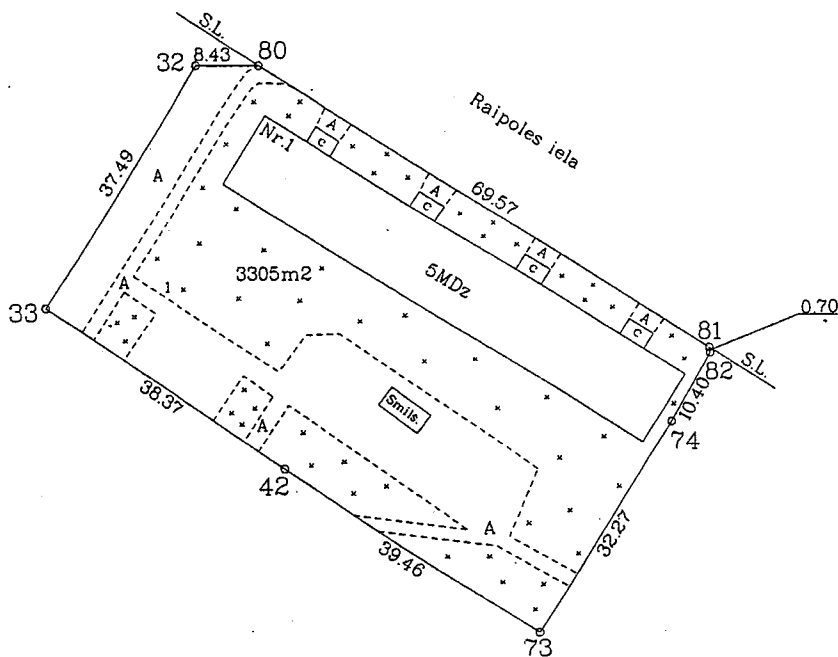 S.L.
32
8.43
80
Raipoles iela
A
c
Nr.1
37.49
A
A
c
69.57
A
c
3305m2
5MDz
A
1
33
A
c
0.70
81
82
S.L.
10.40
74
38.37
Smils.
A
42
A
32.27
39.46
73